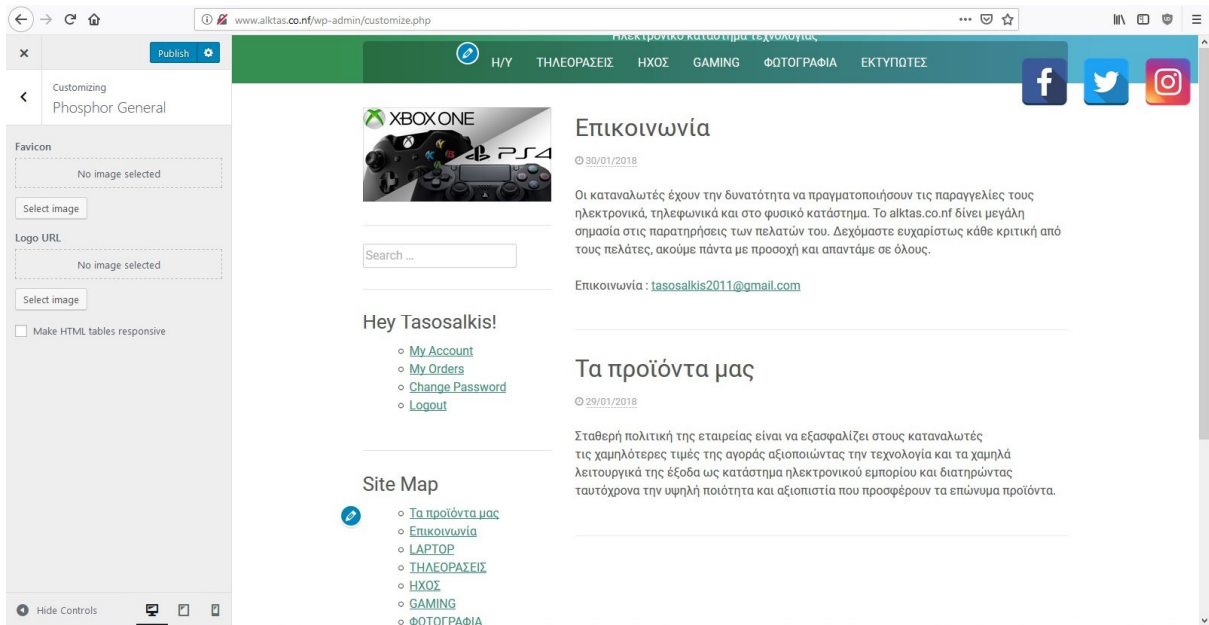 www.alktas.co.nf/wp-admin/customize.php
Publish
Customizing
Phosphor General
Favicon
No image selected
Select image
Logo URL
No image selected
Select image
Make HTML tables responsive
Hide Controls
Ηλεκτρονικό κατάστημα τεχνολογίας
Η/Υ ΤΗΛΕΟΡΑΣΕΙΣ ΗΧΟΣ GAMING ΦΩΤΟΓΡΑΦΙΑ ΕΚΤΥΠΩΤΕΣ
XBOX ONE
PS4
Search …
Hey Tasosalkis!
My Account
My Orders
Change Password
Logout
Site Map
Τα προϊόντα μας
Επικοινωνία
LAPTOP
ΤΗΛΕΟΡΑΣΕΙΣ
ΗΧΟΣ
GAMING
ΦΩΤΟΓΡΑΦΙΑ
Επικοινωνία
30/01/2018
Οι καταναλωτές έχουν την δυνατότητα να πραγματοποιήσουν τις παραγγελίες τους
ηλεκτρονικά, τηλεφωνικά και στο φυσικό κατάστημα. Το alktas.co.nf δίνει μεγάλη
σημασία στις παρατηρήσεις των πελατών του. Δεχόμαστε ευχαρίστως κάθε κριτική από
τους πελάτες, ακούμε πάντα με προσοχή και απαντάμε σε όλους.
Επικοινωνία : tasosalkis2011@gmail.com
Τα προϊόντα μας
29/01/2018
Σταθερή πολιτική της εταιρείας είναι να εξασφαλίζει στους καταναλωτές
τις χαμηλότερες τιμές της αγοράς αξιοποιώντας την τεχνολογία και τα χαμηλά
λειτουργικά της έξοδα ως κατάστημα ηλεκτρονικού εμπορίου και διατηρώντας
ταυτόχρονα την υψηλή ποιότητα και αξιοπιστία που προσφέρουν τα επώνυμα προϊόντα.